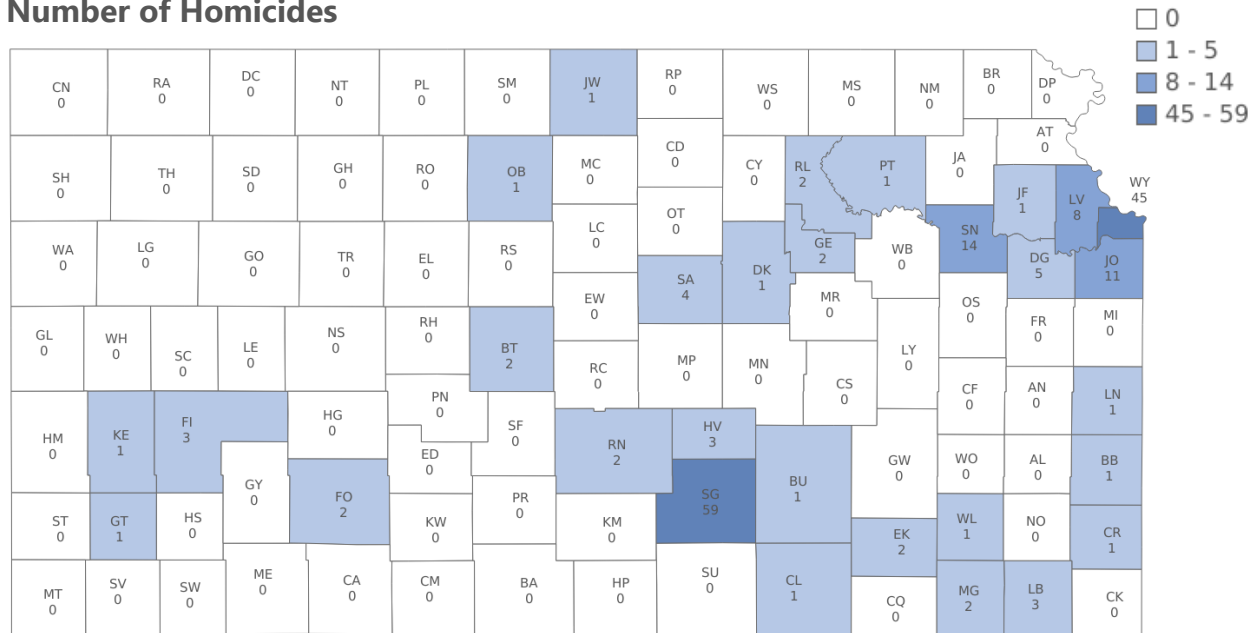 Number of Homicides
0
1 - 5
8 - 14
45 - 59
CN
0
RA
0
DC
0
NT
0
PL
0
SM
0
JW
1
RP
0
WS
0
MS
0
NM
0
BR
0
DP
0
AT
0
SH
0
TH
0
SD
0
GH
0
RO
0
OB
1
MC
0
CD
0
CY
0
RL
2
PT
1
JA
0
JF
1
LV
8
WY
45
WA
0
LG
0
GO
0
TR
0
EL
0
RS
0
LC
0
OT
0
GE
2
WB
0
SN
14
DG
5
JO
11
SA
4
DK
1
EW
0
MR
0
OS
0
FR
0
MI
0
GL
0
WH
0
SC
0
LE
0
NS
0
RH
0
BT
2
RC
0
MP
0
MN
0
CS
0
LY
0
CF
0
AN
0
LN
1
HM
0
KE
1
FI
3
HG
0
PN
0
SF
0
RN
2
HV
3
ED
0
GY
0
FO
2
PR
0
SG
59
BU
1
GW
0
WO
0
AL
0
BB
1
ST
0
GT
1
HS
0
KW
0
KM
0
EK
2
WL
1
NO
0
CR
1
MT
0
SV
0
SW
0
ME
0
CA
0
CM
0
BA
0
HP
0
SU
0
CL
1
CQ
0
MG
2
LB
3
CK
0